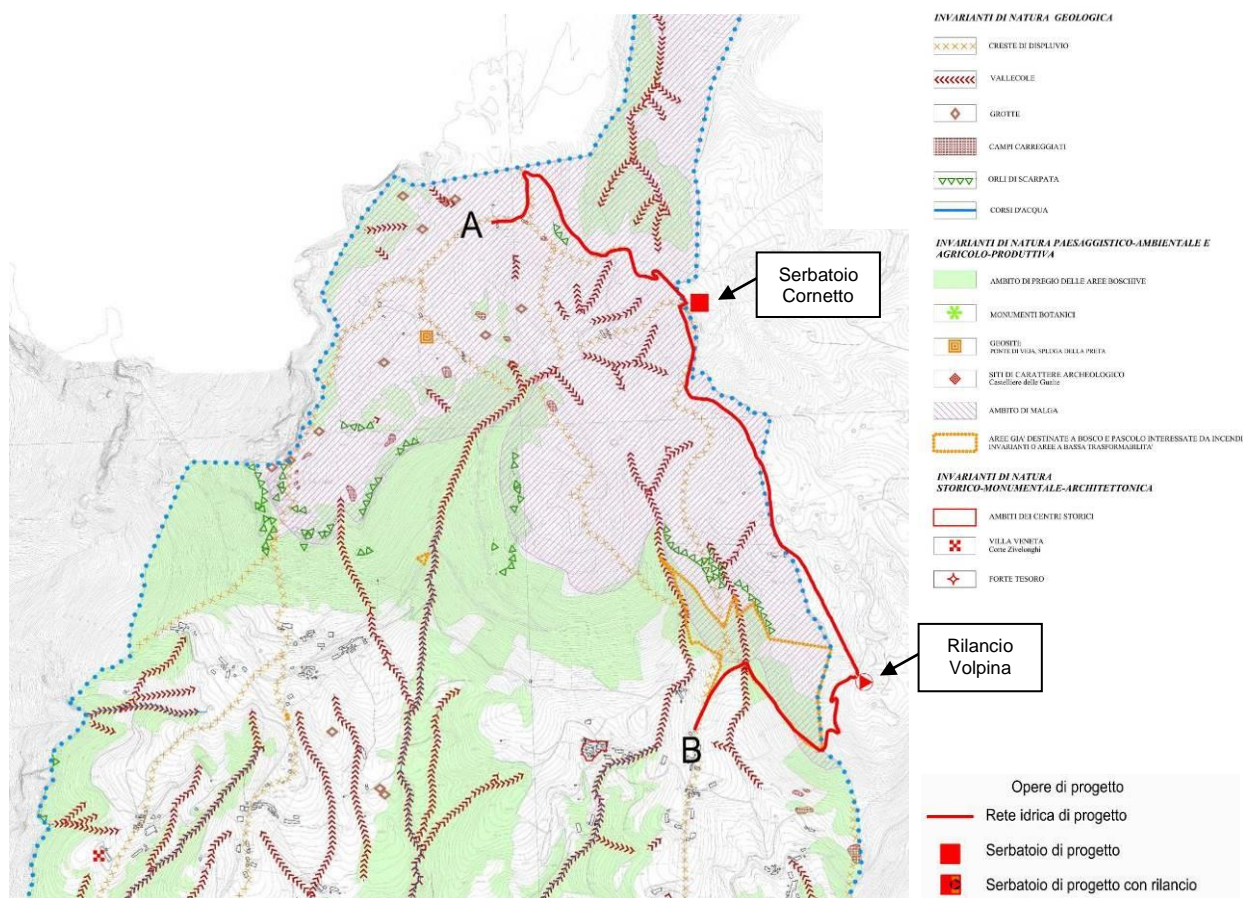 INVARIANTI DI NATURA GEOLOGICA
CRESTE DI DISPLUVIO
VALLECOLE
GROTTE
CAMPI CARREGGIATI
ORLI DI SCARPATA
CORSI D'ACQUA
INVARIANTI DI NATURA PAESAGGISTICO-AMBIENTALE E
AGRICOLO-PRODUTTIVA
AMBITO DI PREGIO DELLE AREE BOSCHIVE
MONUMENTI BOTANICI
GEOSITI:
PONTE DI VEJA, SPLUGA DELLA PRETA
SITI DI CARATTERE ARCHEOLOGICO
Castelliere delle Guaite
AMBITO DI MALGA
AREE GIA' DESTINATE A BOSCO E PASCOLO INTERESSATE DA INCENDI
INVARIANTI O AREE A BASSA TRASFORMABILITA'
INVARIANTI DI NATURA
STORICO-MONUMENTALE-ARCHITETTONICA
AMBITI DEI CENTRI STORICI
VILLA VENETA
Corte Zivelonghi
FORTE TESORO
A
Serbatoio
Cornetto
Rilancio
Volpina
B
Opere di progetto
Rete idrica di progetto
Serbatoio di progetto
Serbatoio di progetto con rilancio